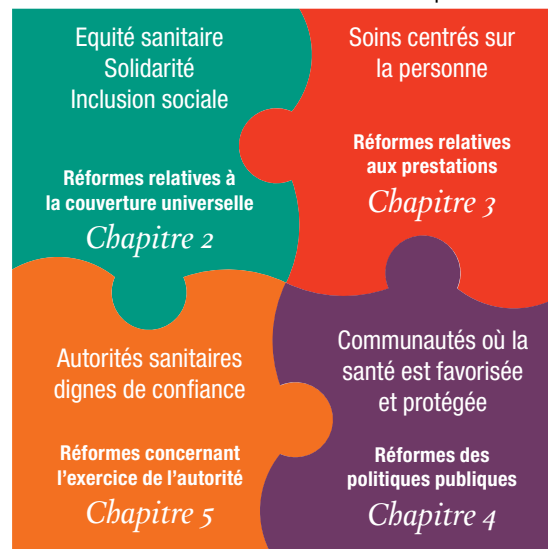 Equité sanitaire
Solidarité
Inclusion sociale
Réformes relatives à
la couverture universelle
Chapitre 2
Soins centrés sur
la personne
Réformes relatives
aux prestations
Chapitre 3
Autorités sanitaires
dignes de confiance
Réformes concernant
l'exercice de l'autorité
Chapitre 5
Communautés où la
santé est favorisée
et protégée
Réformes des
politiques publiques
Chapitre 4